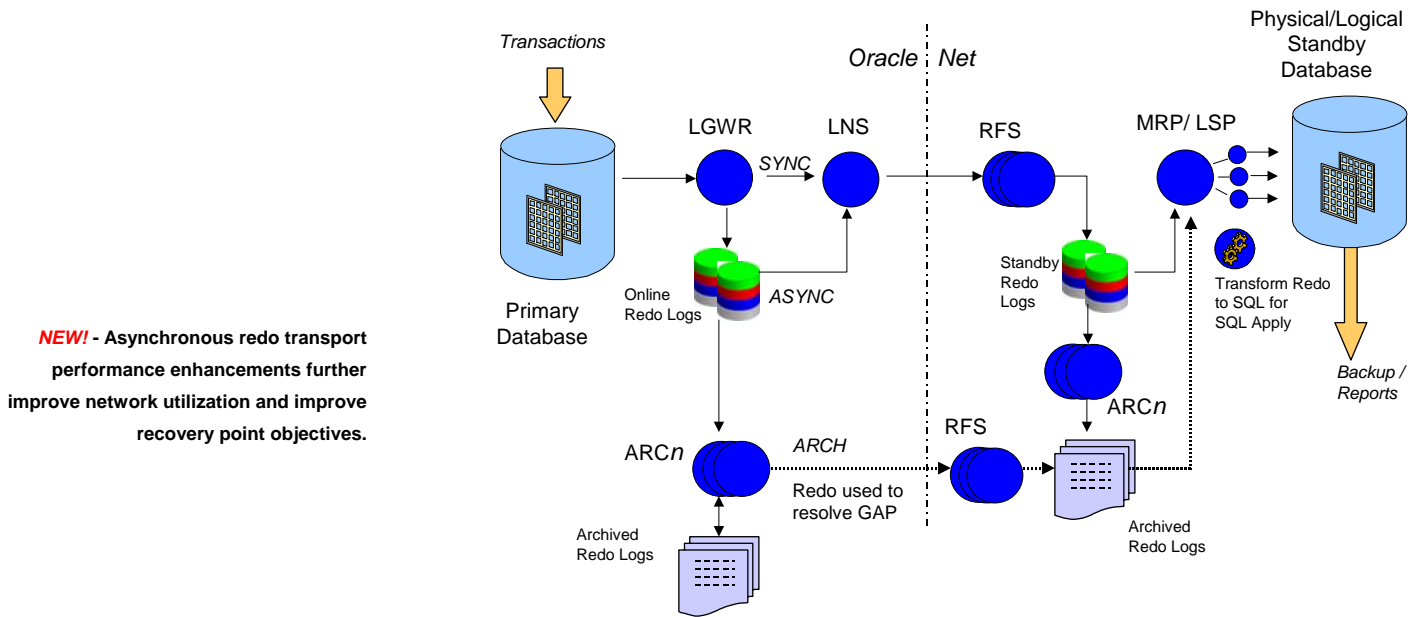 Transactions
Oracle
Net
Physical/Logical
Standby
Database
LGWR
LNS
RFS
MRP/ LSP
SYNC
Primary
Database
Online
Redo Logs
ASYNC
Standby
Redo
Logs
Transform Redo
to SQL for
SQL Apply
NEW! - Asynchronous redo transport
performance enhancements further
improve network utilization and improve
recovery point objectives.
Backup /
Reports
ARCn
ARCn
ARCH
RFS
Redo used to
resolve GAP
Archived
Redo Logs
Archived
Redo Logs